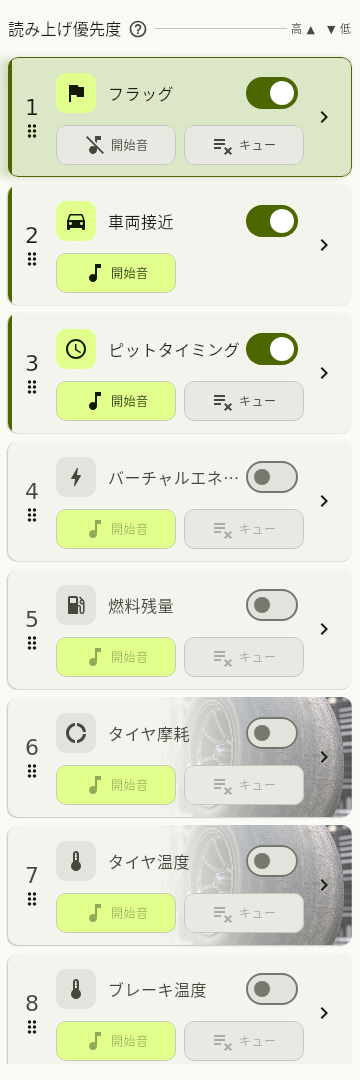 読み上げ優先度 高 ▲ ▼ 低
1 フラッグ
開始音 キュー
2 車両接近
開始音
3 ピットタイミング
開始音 キュー
4 バーチャルエネ…
開始音 キュー
5 燃料残量
開始音 キュー
6 タイヤ摩耗
開始音 キュー
7 タイヤ温度
開始音 キュー
8 ブレーキ温度
開始音 キュー